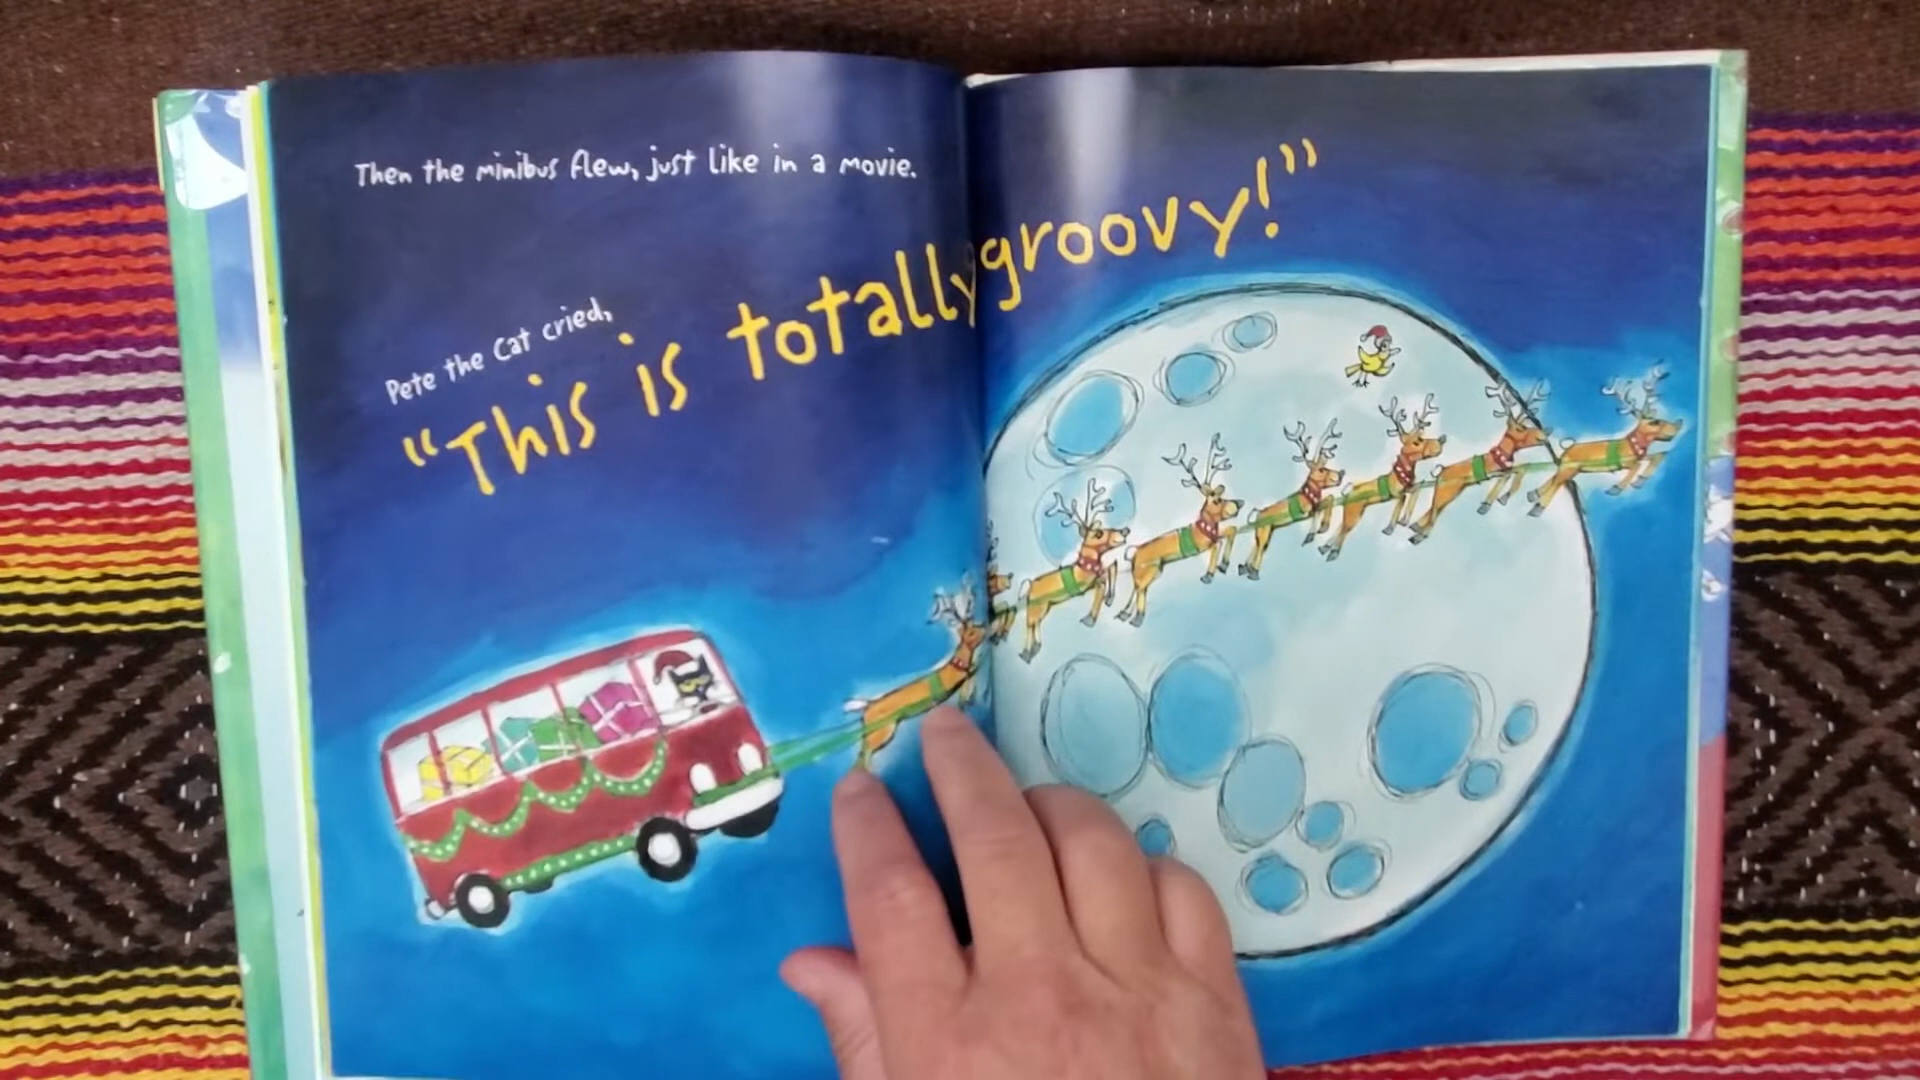 Then the minibus flew, just like in a movie.
Pete the Cat cried,
"This is totally groovy!"